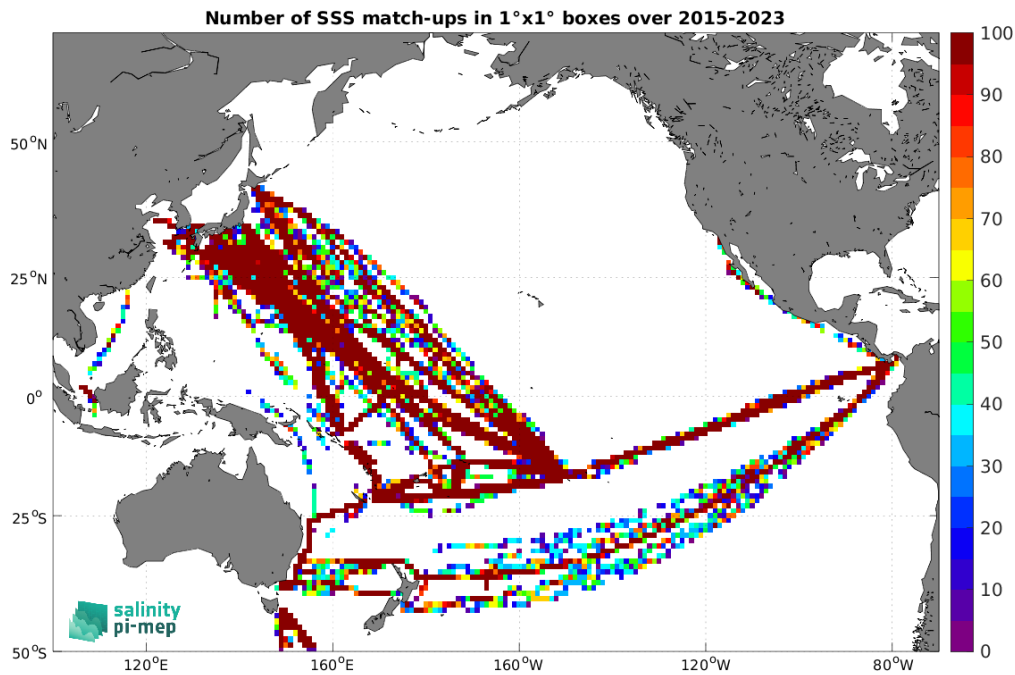 Number of SSS match-ups in 1°x1° boxes over 2015-2023
100
90
80
70
60
50
40
30
20
10
0
50°N
25°N
0°
25°S
50°S
120°E
160°E
160°W
120°W
80°W
salinity
pi-mep